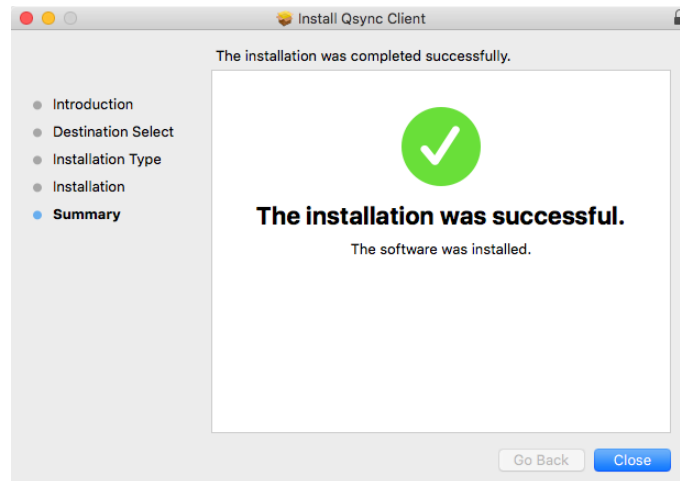 Install Qsync Client
The installation was completed successfully.
Introduction
Destination Select
Installation Type
Installation
Summary
The installation was successful.
The software was installed.
Go Back
Close